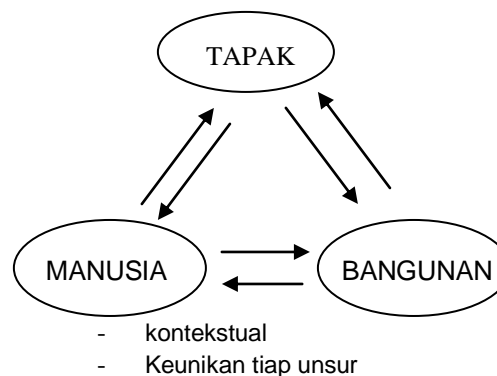 TAPAK
MANUSIA
BANGUNAN
- kontekstual
- Keunikan tiap unsur